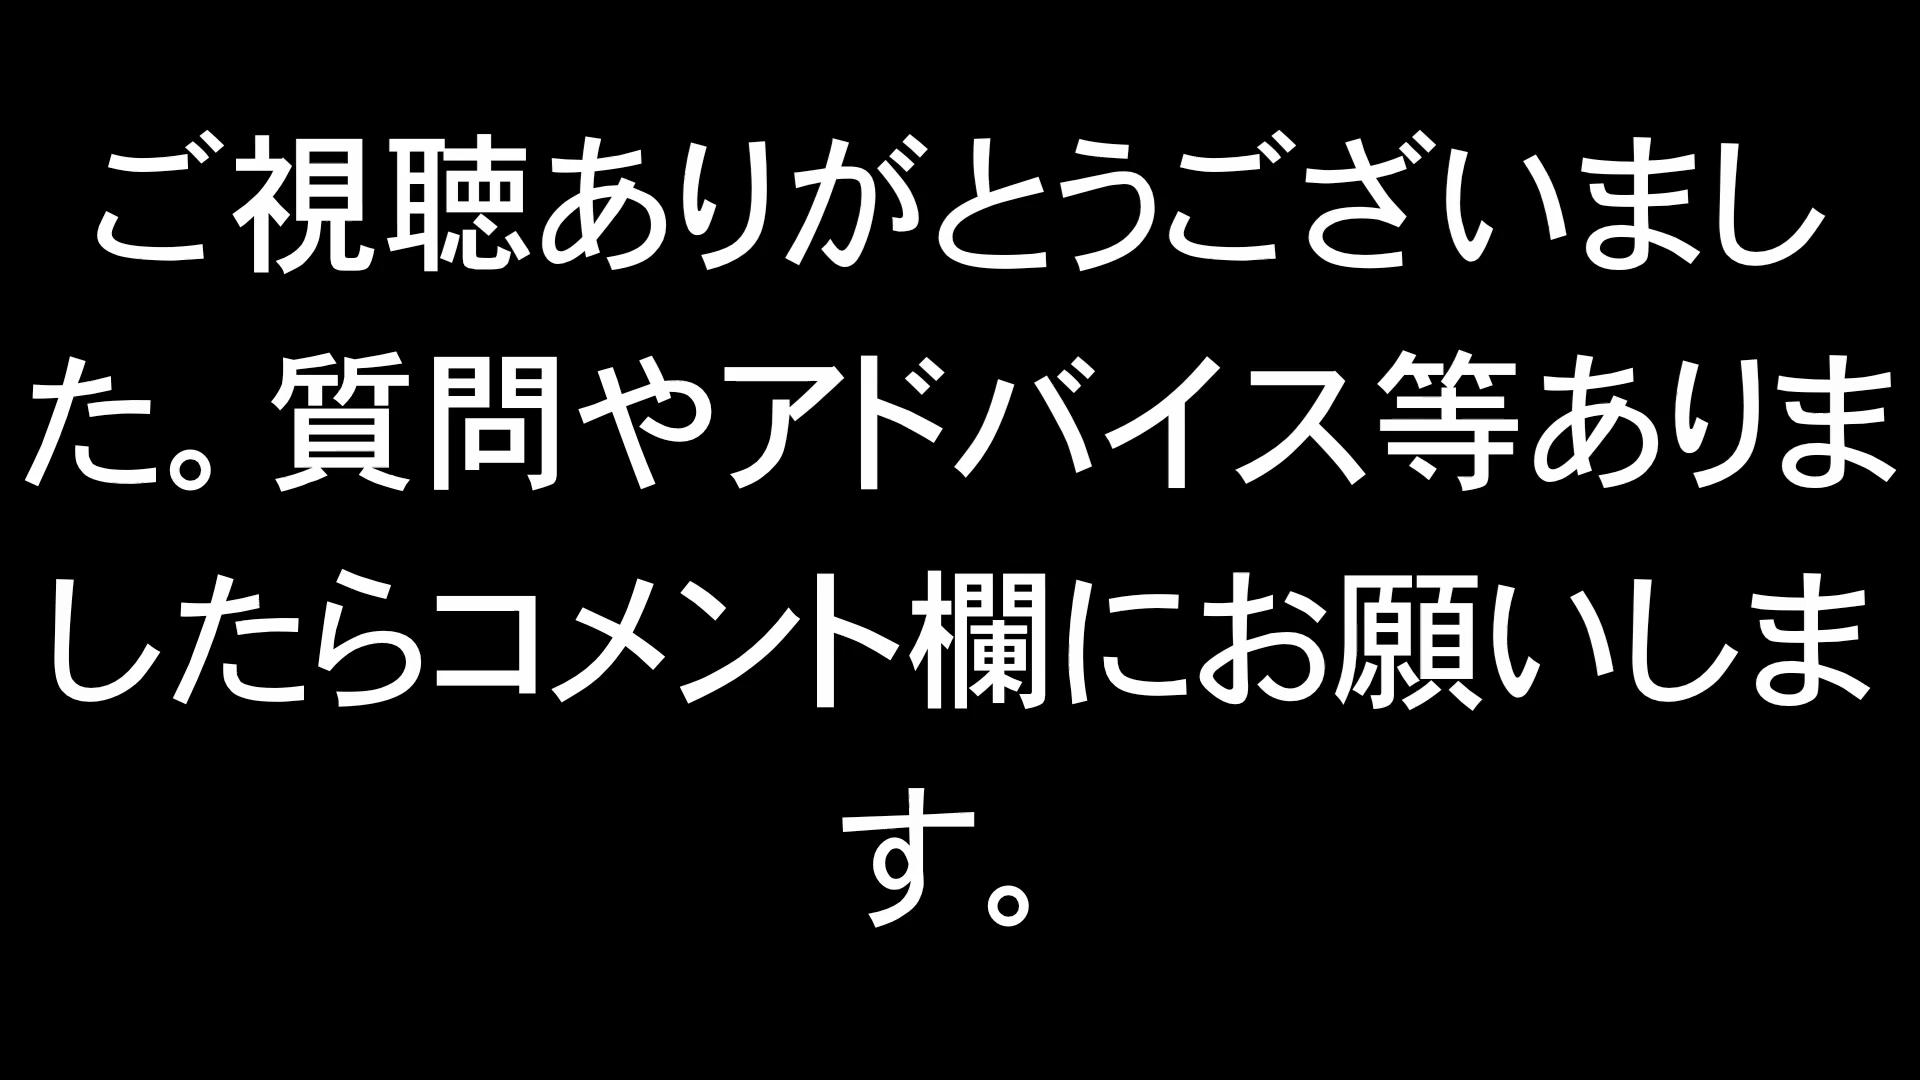 ご視聴ありがとうございまし
た。質問やアドバイス等ありま
したらコメント欄にお願いしま
す。